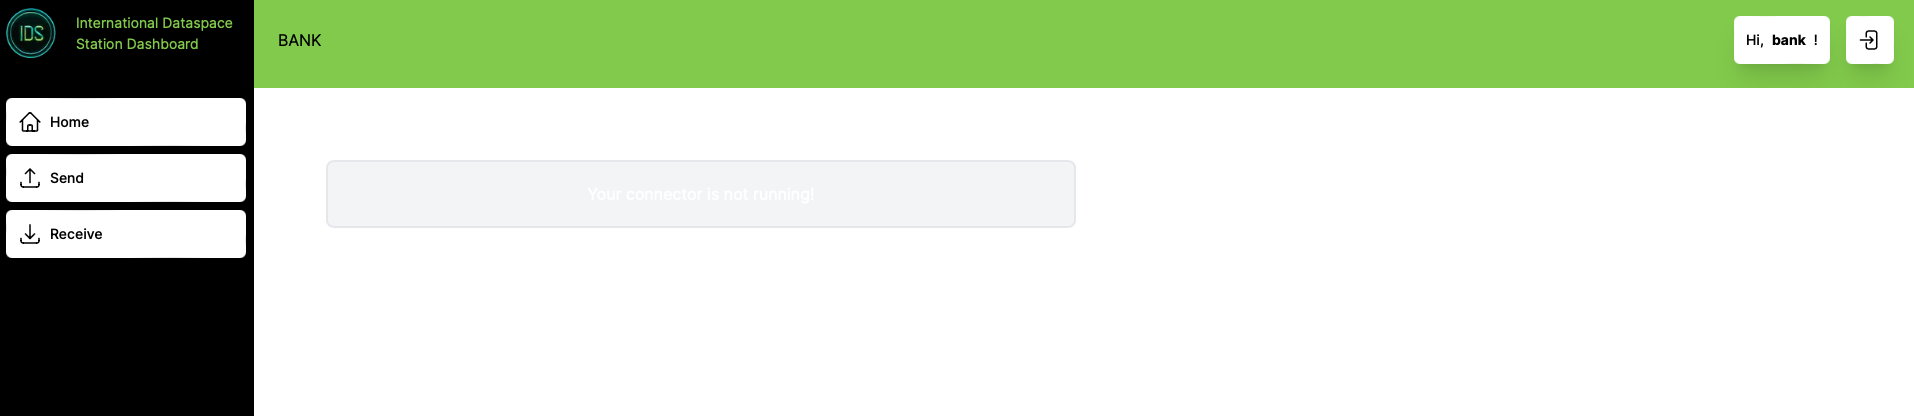 IDS
International Dataspace
Station Dashboard
BANK
Hi, bank !
Home
Send
Receive
Your connector is not running!